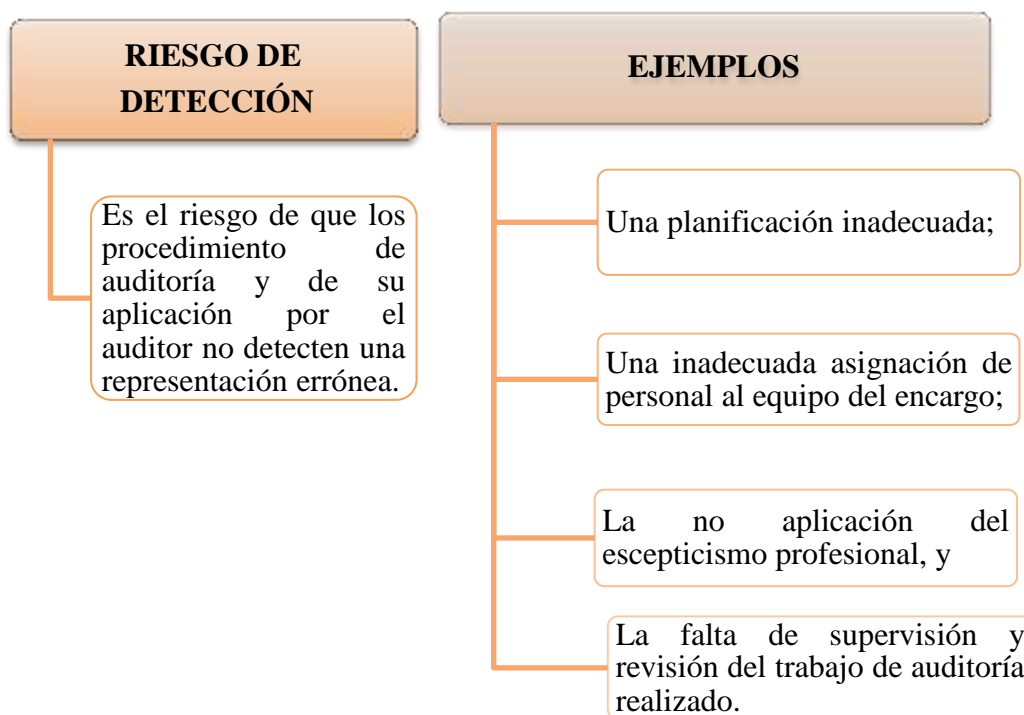 RIESGO DE
DETECCIÓN
Es el riesgo de que los
procedimiento de
auditoría y de su
aplicación por el
auditor no detecten una
representación errónea.
EJEMPLOS
Una planificación inadecuada;
Una inadecuada asignación de
personal al equipo del encargo;
La no aplicación del
escepticismo profesional, y
La falta de supervisión y
revisión del trabajo de auditoría
realizado.